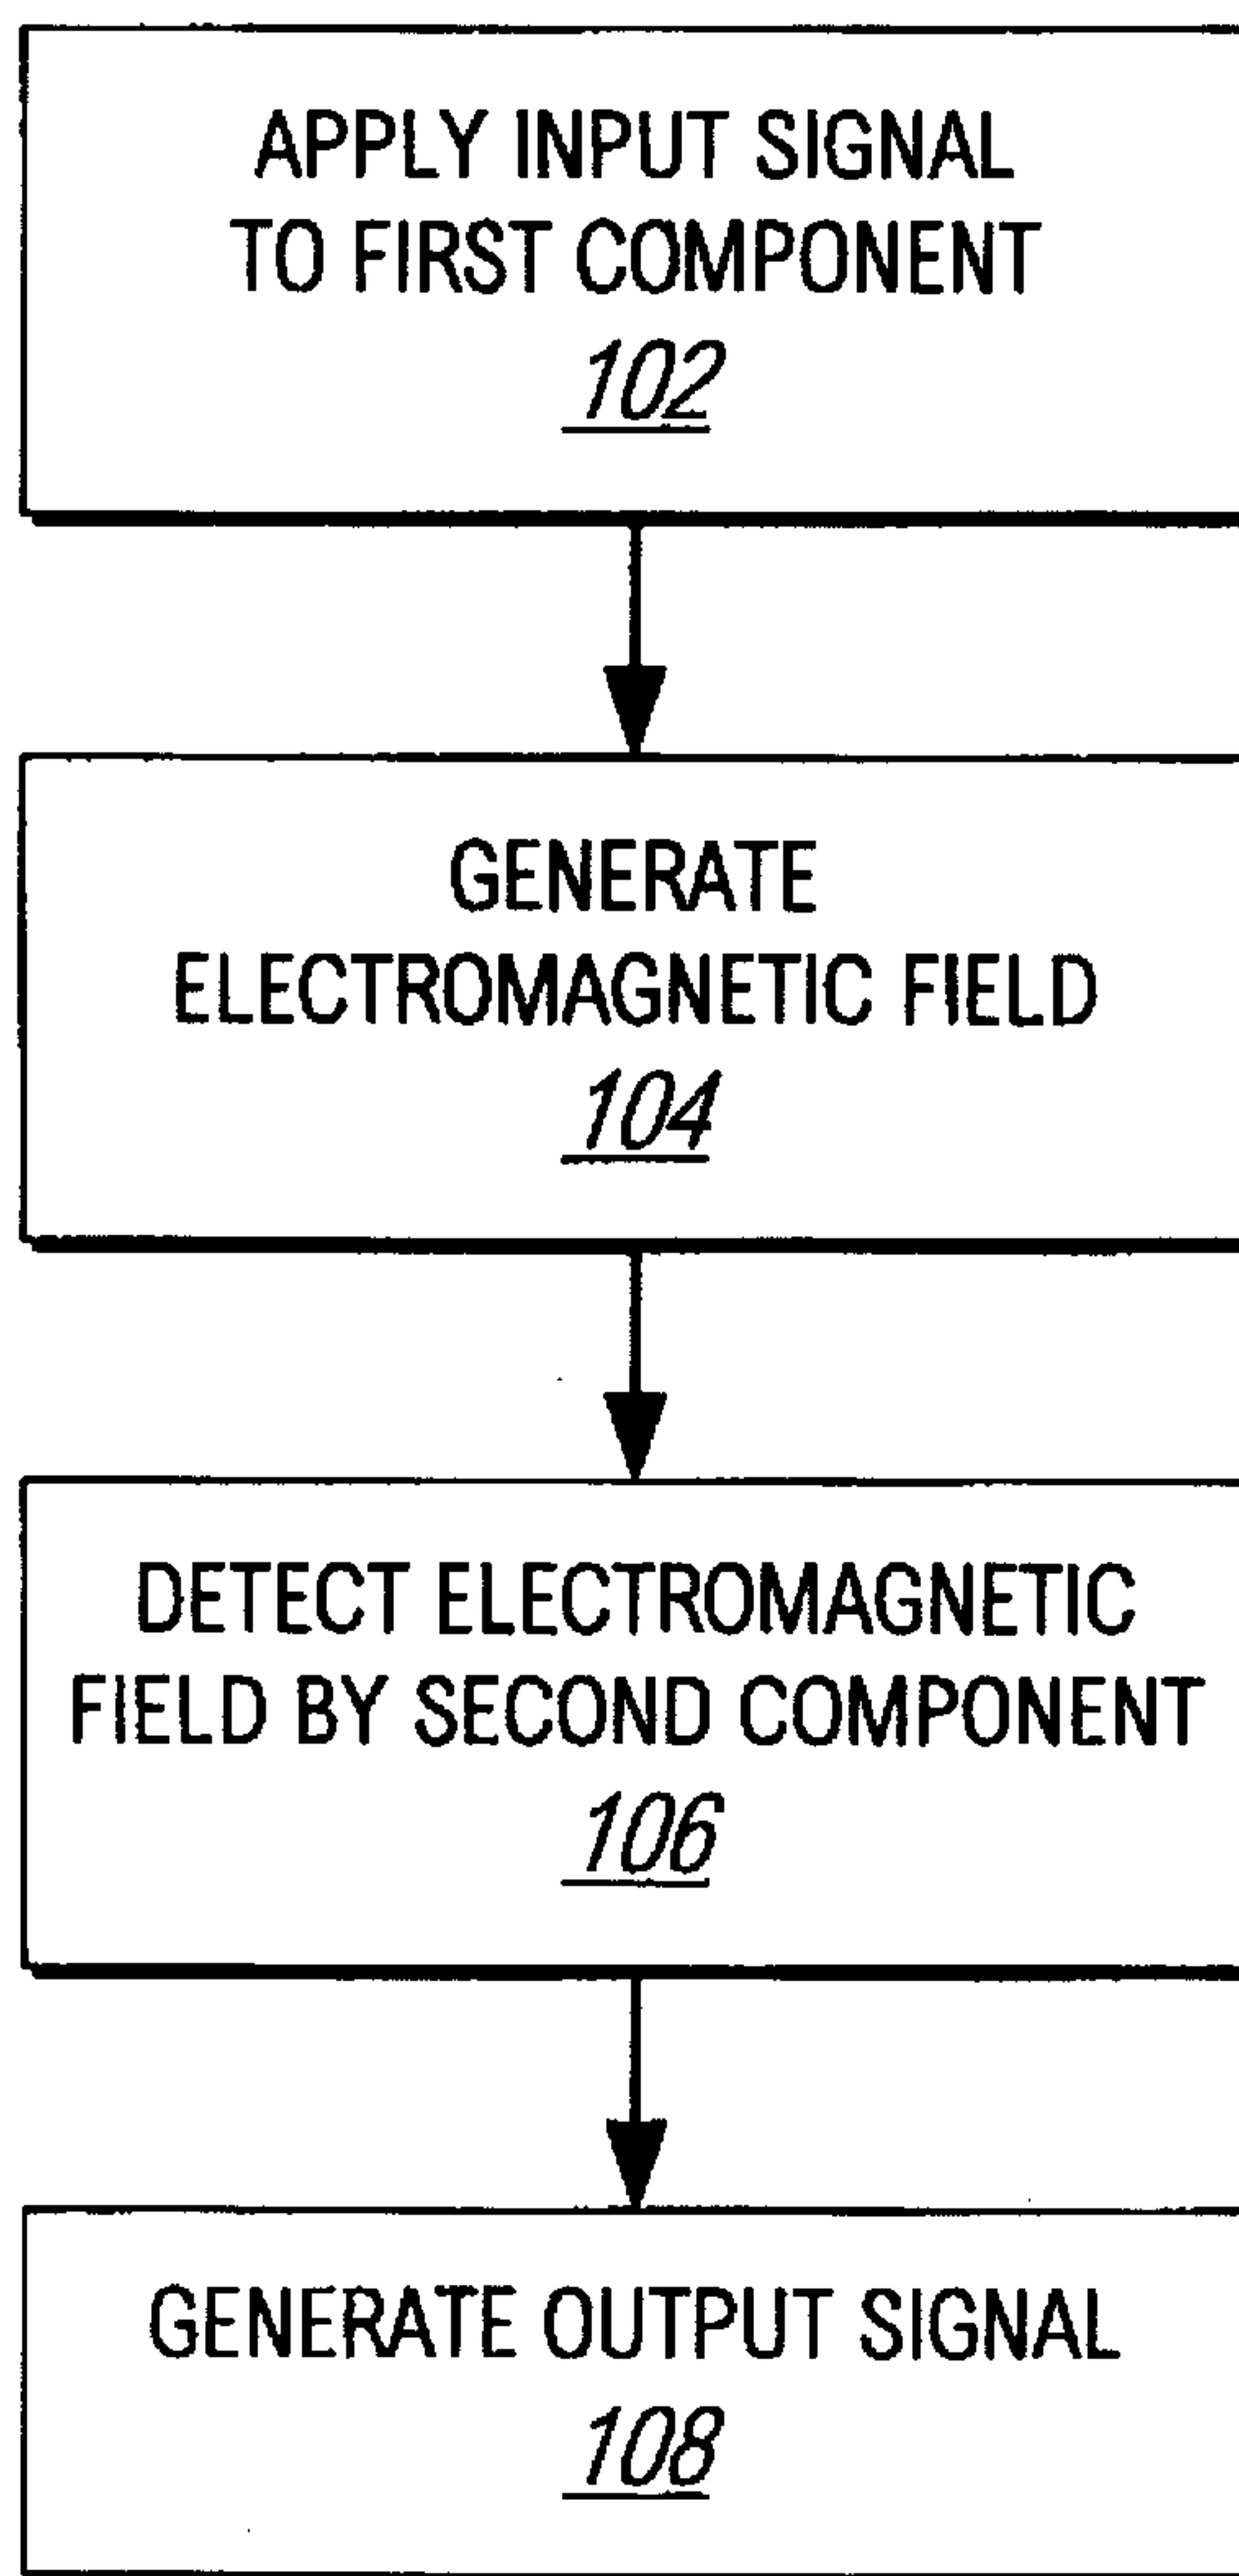 APPLY INPUT SIGNAL
TO FIRST COMPONENT
102
GENERATE
ELECTROMAGNETIC FIELD
104
DETECT ELECTROMAGNETIC
FIELD BY SECOND COMPONENT
106
GENERATE OUTPUT SIGNAL
108